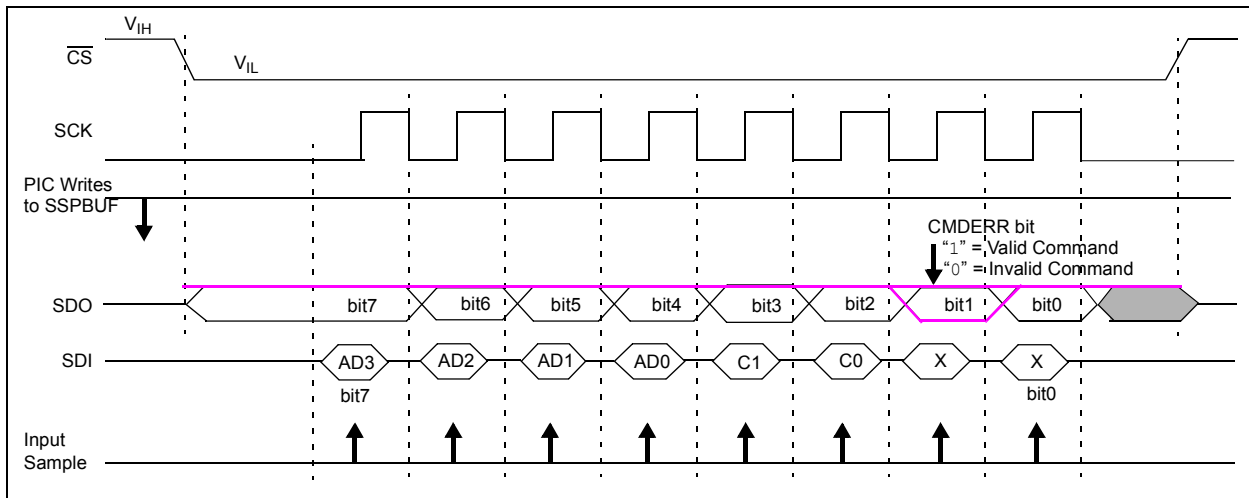 VIH
CS
VIL
SCK
PIC Writes
to SSPBUF
CMDERR bit
“1” = Valid Command
“0” = Invalid Command
SDO bit7 bit6 bit5 bit4 bit3 bit2 bit1 bit0
SDI AD3 AD2 AD1 AD0 C1 C0 X X
bit7 bit0
Input
Sample